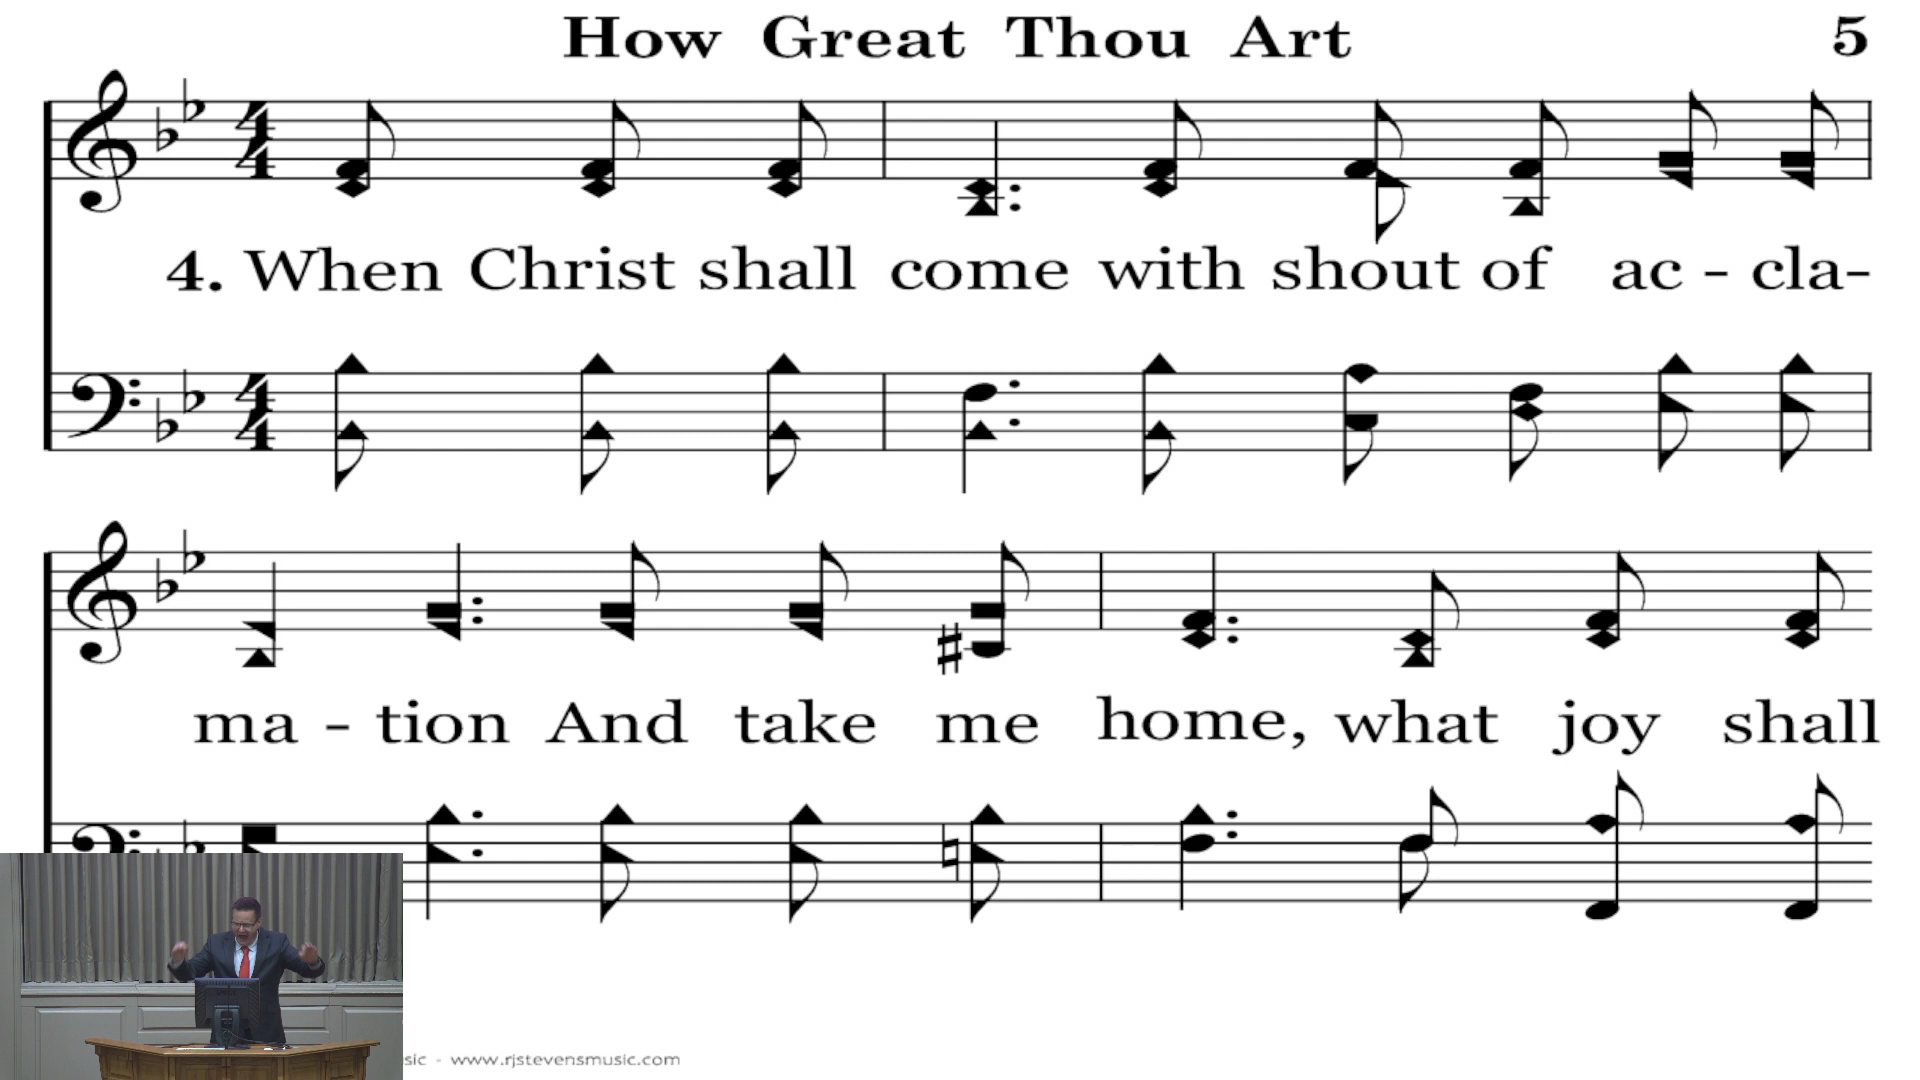 How Great Thou Art 5
4. When Christ shall come with shout of ac - cla-
ma - tion And take me home, what joy shall
sic - www.rjstevensmusic.com